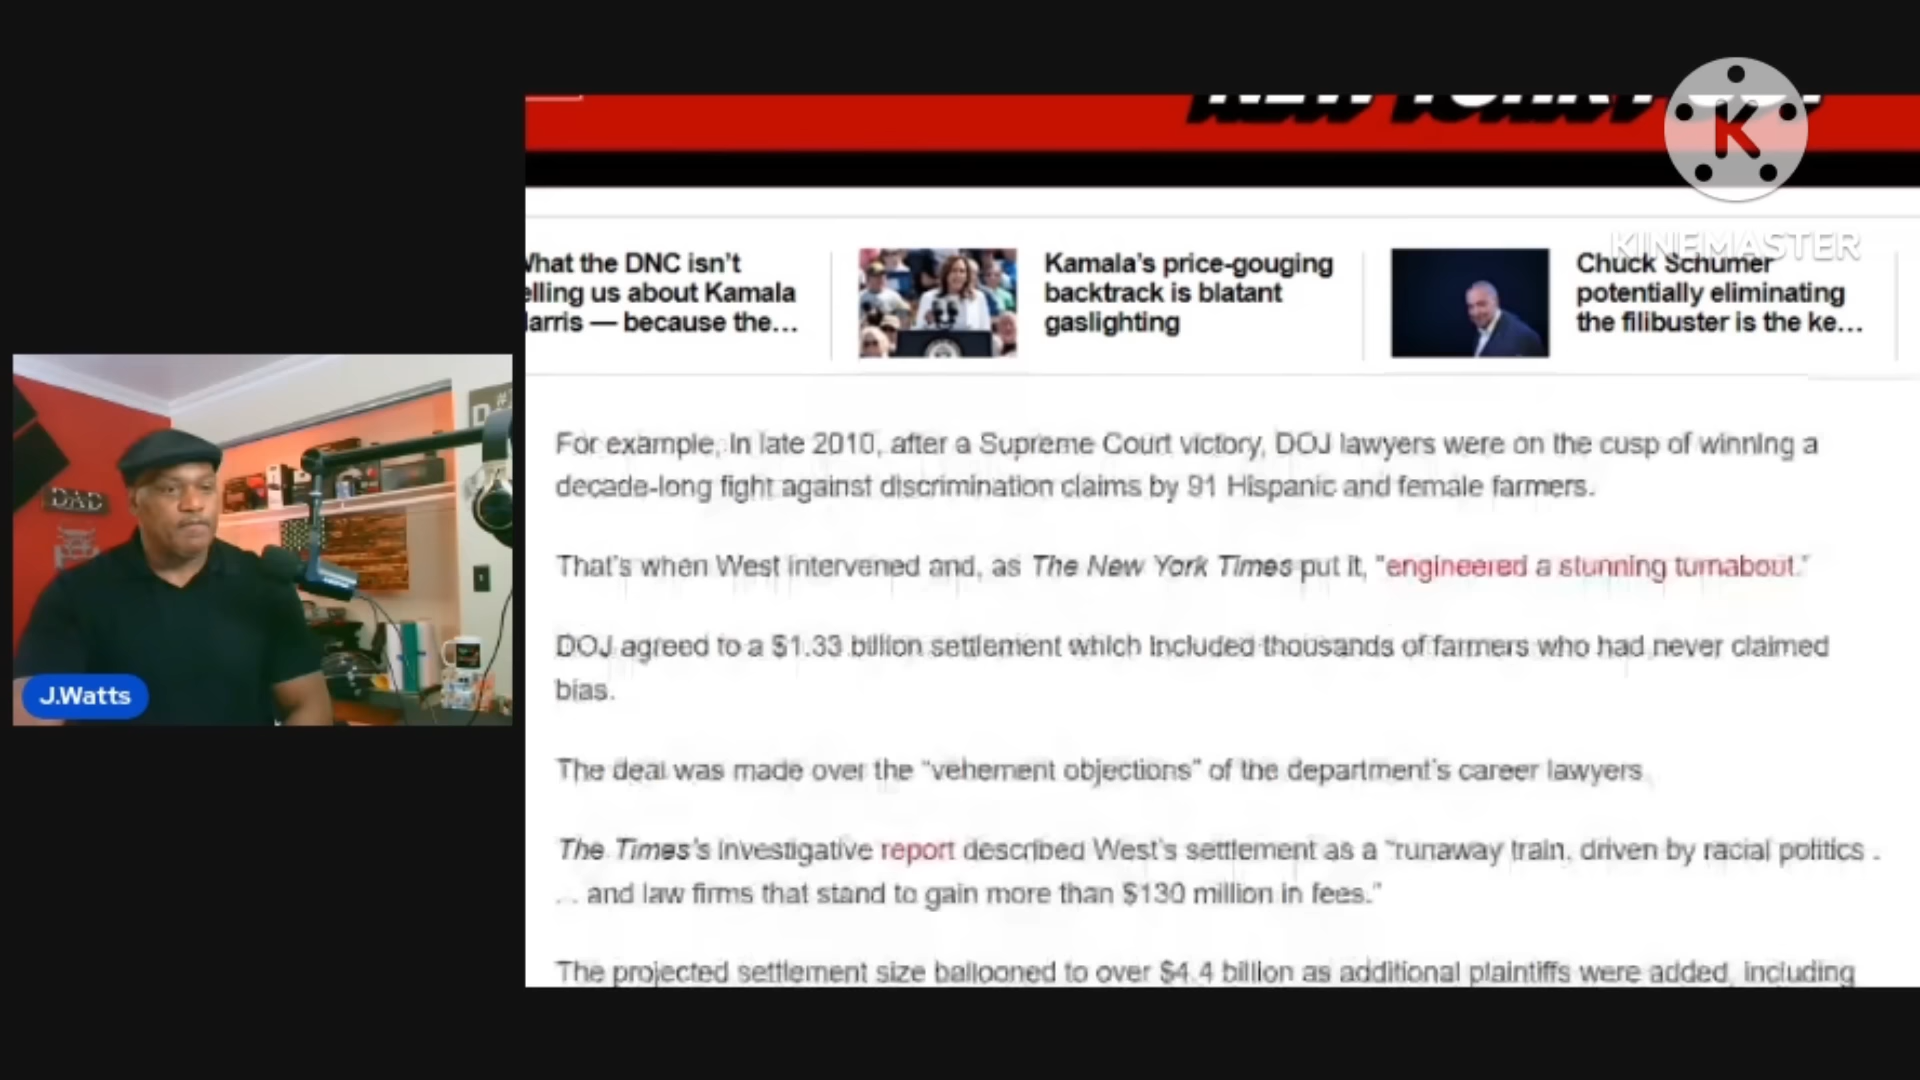 NEW YORK POST
K
KINEMASTER
What the DNC isn't
elling us about Kamala
arris — because the...
Kamala's price-gouging
backtrack is blatant
gaslighting
Chuck Schumer
potentially eliminating
the filibuster is the ke...
For example, in late 2010, after a Supreme Court victory, DOJ lawyers were on the cusp of winning a
decade-long fight against discrimination claims by 91 Hispanic and female farmers.
That's when West intervened and, as The New York Times put it, "engineered a stunning turnabout."
DOJ agreed to a $1.33 billion settlement which included thousands of farmers who had never claimed
bias.
The deal was made over the "vehement objections" of the department's career lawyers
The Times's investigative report described West's settlement as a "runaway train, driven by racial politics .
. . and law firms that stand to gain more than $130 million in fees."
The projected settlement size ballooned to over $4.4 billion as additional plaintiffs were added, including
DAD
J.Watts